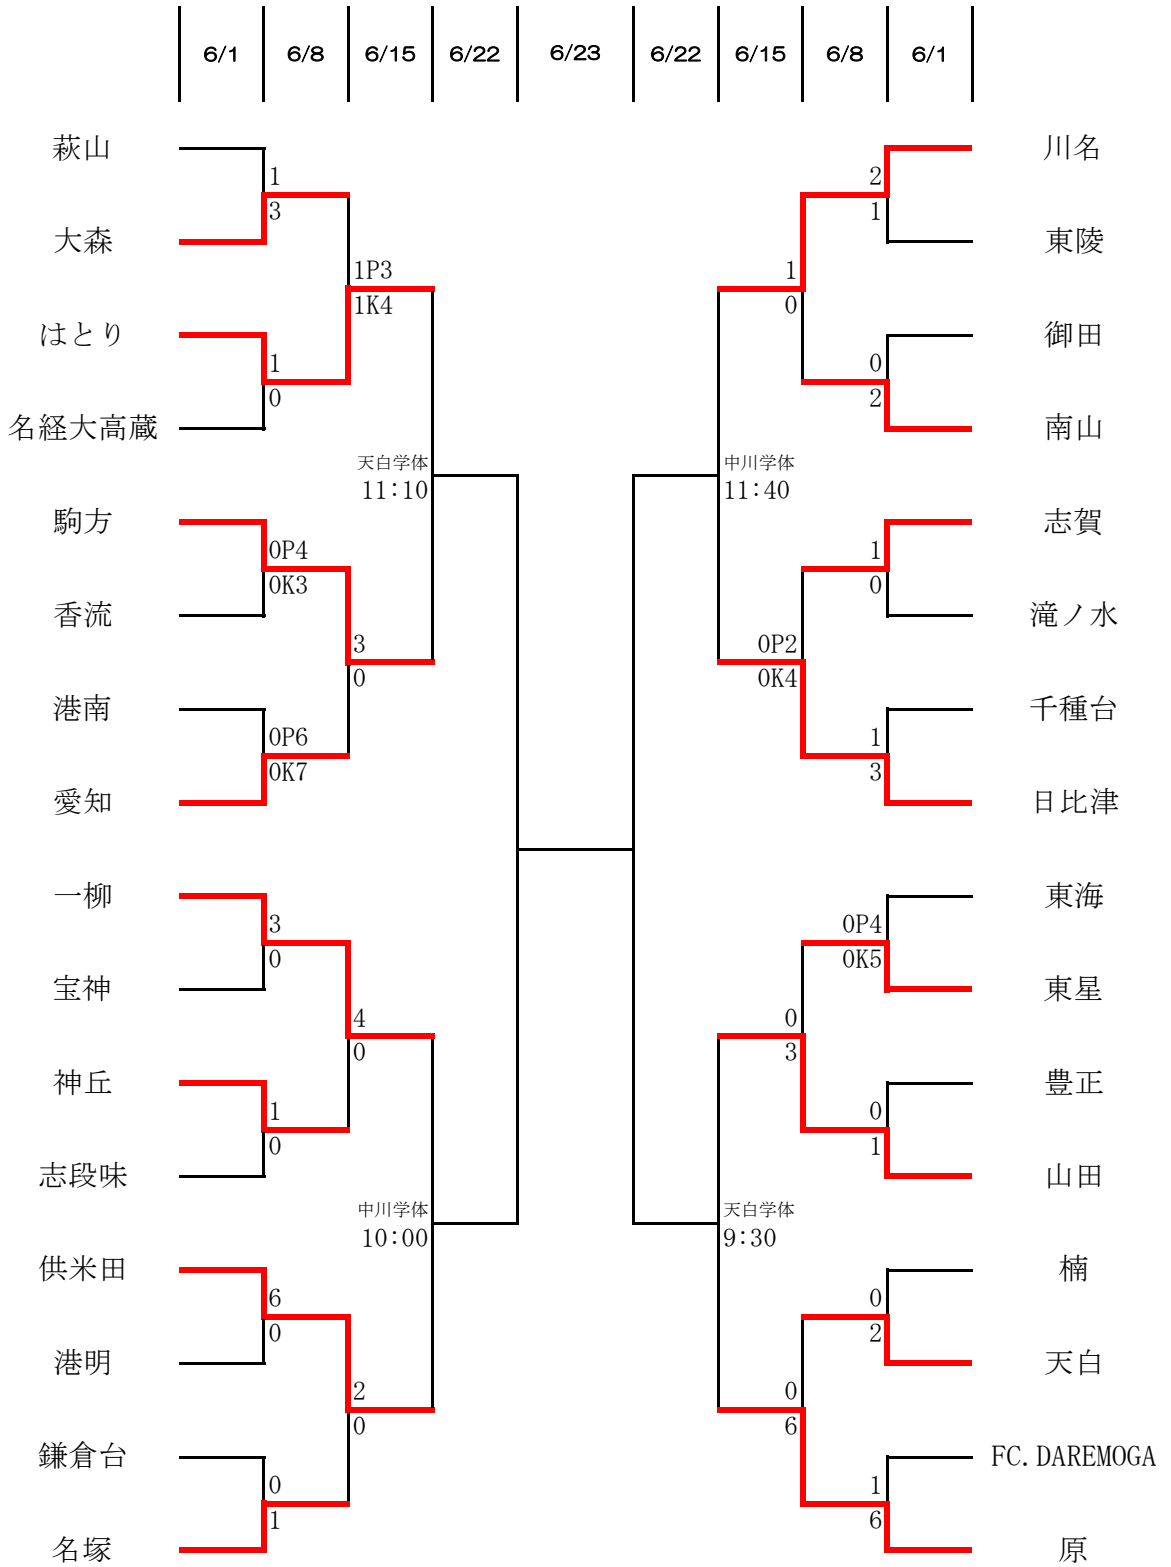 6/1 6/8 6/15 6/22 6/23 6/22 6/15 6/8 6/1
萩山
1
3
大森
1P3
1K4
はとり
1
0
名経大高蔵
天白学体
11:10
駒方
0P4
0K3
香流
3
0
港南
0P6
0K7
愛知
一柳
3
0
宝神
4
0
神丘
1
0
志段味
中川学体
10:00
供米田
6
0
港明
2
0
鎌倉台
0
1
名塚
川名
2
1
東陵
1
0
御田
0
2
南山
中川学体
11:40
志賀
1
0
滝ノ水
0P2
0K4
千種台
1
3
日比津
東海
0P4
0K5
東星
0
3
豊正
0
1
山田
天白学体
9:30
楠
0
2
天白
0
6
FC.DAREMOGA
1
6
原